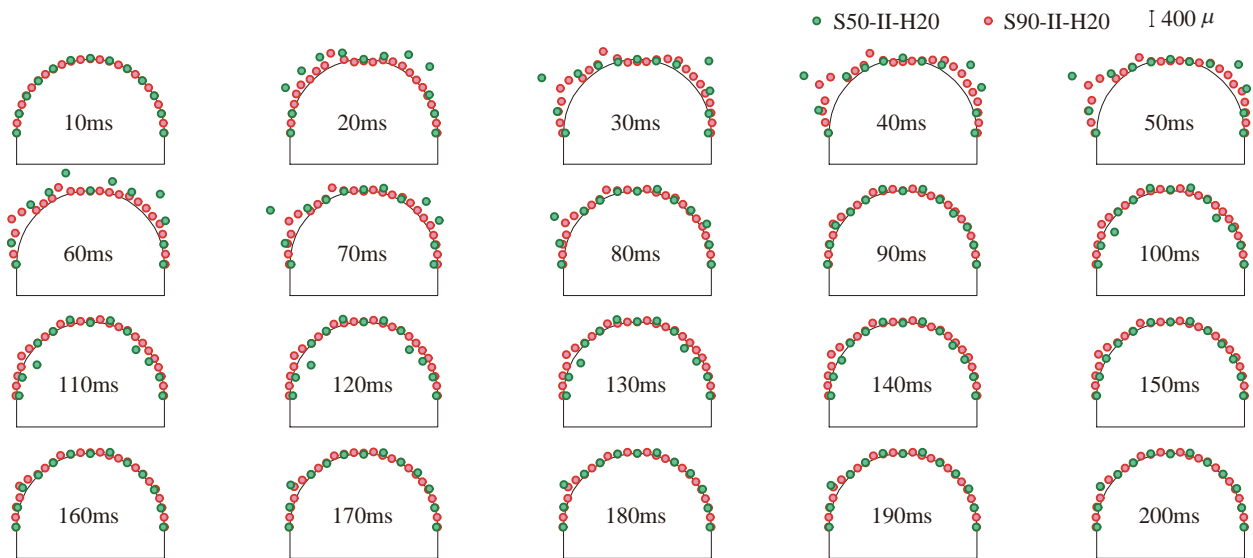 S50-II-H20 S90-II-H20 400 μ
10ms 20ms 30ms 40ms 50ms
60ms 70ms 80ms 90ms 100ms
110ms 120ms 130ms 140ms 150ms
160ms 170ms 180ms 190ms 200ms